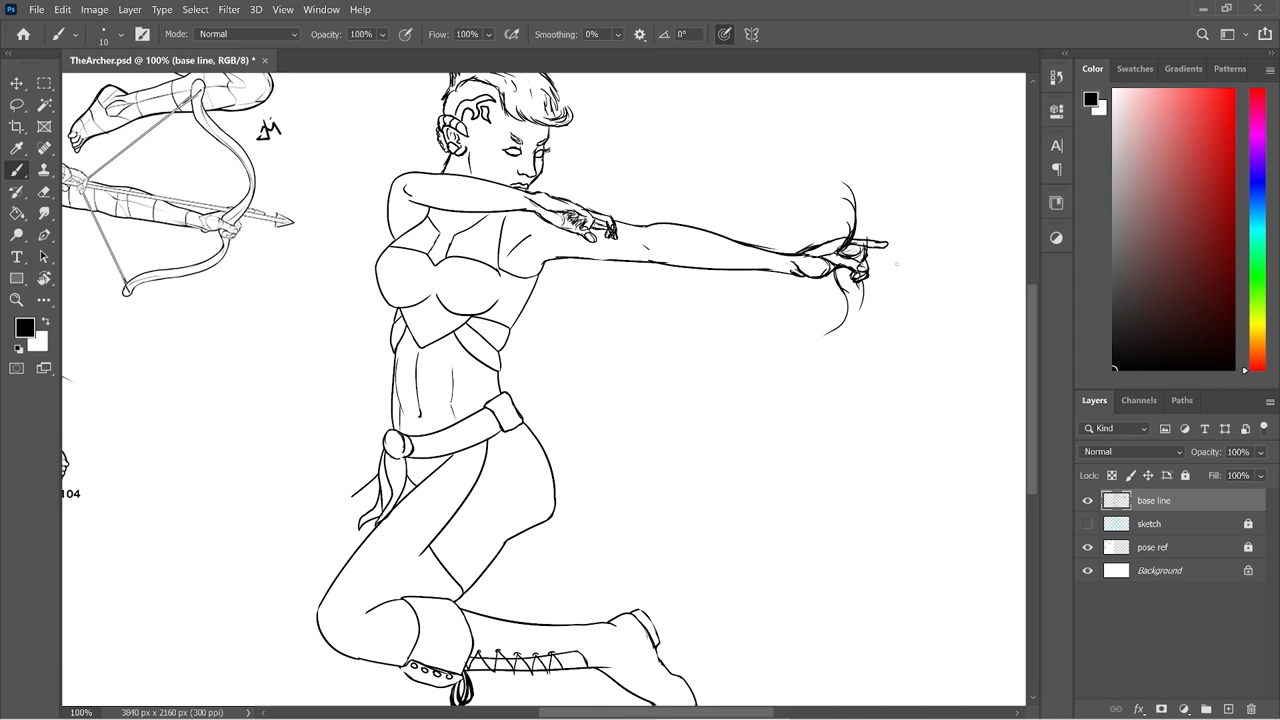 Ps File Edit Image Layer Type Select Filter 3D View Window Help
10 Mode: Normal Opacity: 100% Flow: 100% Smoothing: 0% 0°
TheArcher.psd @ 100% (base line, RGB/8) * ×
Color Swatches Gradients Patterns
104
Layers Channels Paths
Kind
Normal Opacity: 100%
Lock: Fill: 100%
base line
sketch
pose ref
Background
100% 3840 px x 2160 px (300 ppi)